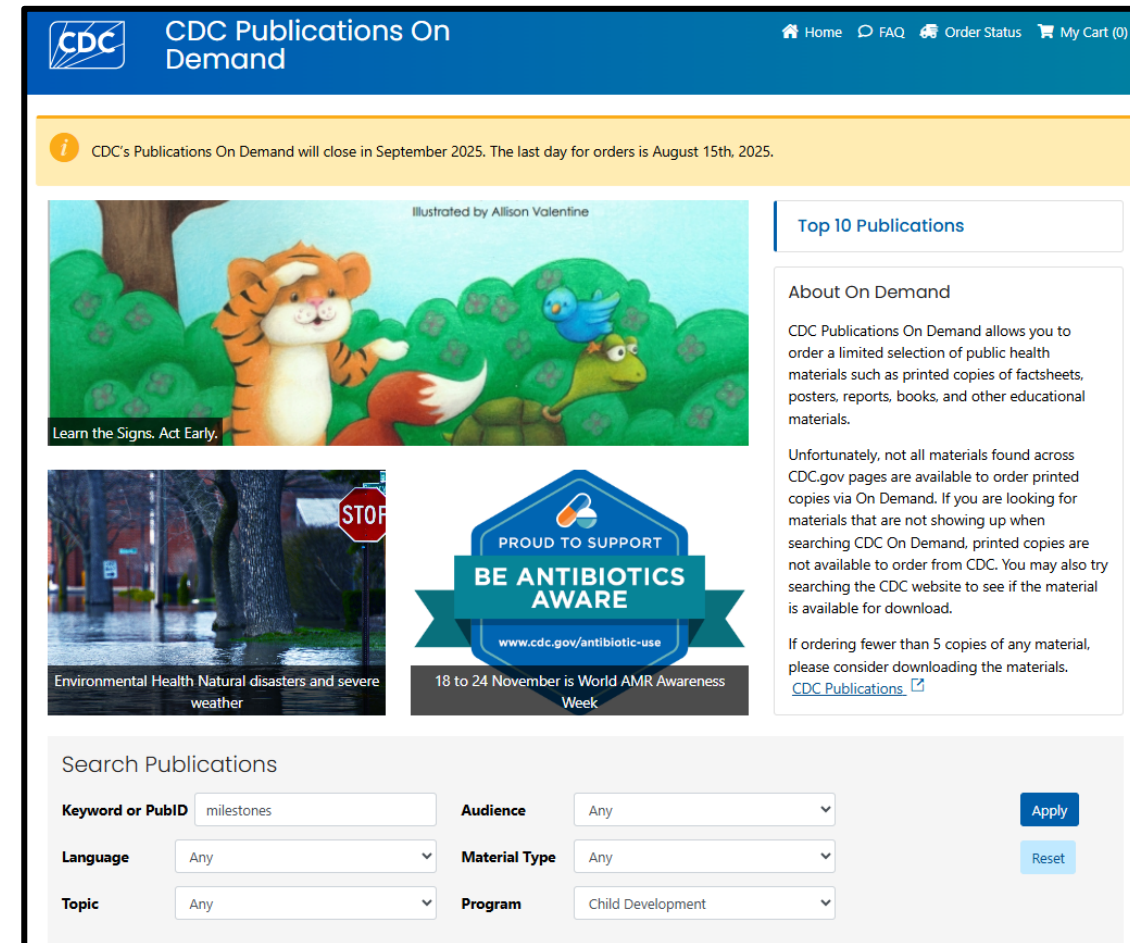 CDC
CDC Publications On
Demand
Home
FAQ
Order Status
My Cart (0)
CDC's Publications On Demand will close in September 2025. The last day for orders is August 15th, 2025.
Illustrated by Allison Valentine
Learn the Signs. Act Early.
STOP
Environmental Health Natural disasters and severe
weather
PROUD TO SUPPORT
BE ANTIBIOTICS
AWARE
www.cdc.gov/antibiotic-use
18 to 24 November is World AMR Awareness
Week
Top 10 Publications
About On Demand
CDC Publications On Demand allows you to
order a limited selection of public health
materials such as printed copies of factsheets,
posters, reports, books, and other educational
materials.
Unfortunately, not all materials found across
CDC.gov pages are available to order printed
copies via On Demand. If you are looking for
materials that are not showing up when
searching CDC On Demand, printed copies are
not available to order from CDC. You may also try
searching the CDC website to see if the material
is available for download.
If ordering fewer than 5 copies of any material,
please consider downloading the materials.
CDC Publications
Search Publications
Keyword or PubID milestones
Audience Any
Apply
Language Any
Material Type Any
Reset
Topic Any
Program Child Development